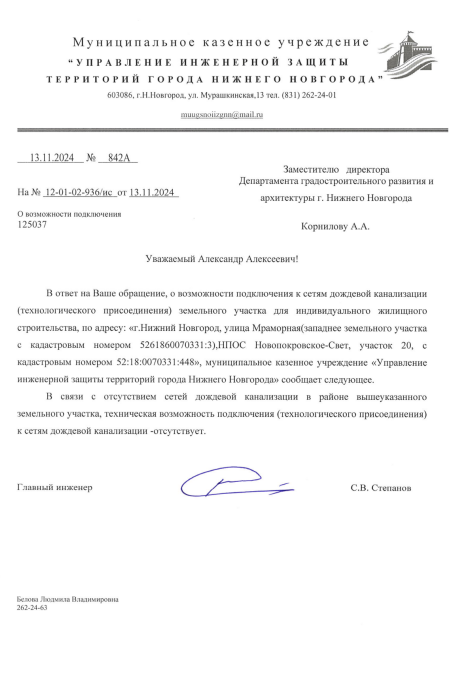 Муниципальное казенное учреждение
“УПРАВЛЕНИЕ ИНЖЕНЕРНОЙ ЗАЩИТЫ
ТЕРРИТОРИЙ ГОРОДА НИЖНЕГО НОВГОРОДА”
603086, г.Н.Новгород, ул. Мурашкинская,13 тел. (831) 262-24-01
muugsnoiizgnn@mail.ru
13.11.2024 № 842А
На № 12-01-02-936/ис от 13.11.2024
О возможности подключения
125037
Заместителю директора
Департамента градостроительного развития и
архитектуры г. Нижнего Новгорода
Корнилову А.А.
Уважаемый Александр Алексеевич!
В ответ на Ваше обращение, о возможности подключения к сетям дождевой канализации
(технологического присоединения) земельного участка для индивидуального жилищного
строительства, по адресу: «г.Нижний Новгород, улица Мраморная(западнее земельного участка
с кадастровым номером 5261860070331:3),НПОС Новопокровское-Свет, участок 20, с
кадастровым номером 52:18:0070331:448», муниципальное казенное учреждение «Управление
инженерной защиты территорий города Нижнего Новгорода» сообщает следующее.
В связи с отсутствием сетей дождевой канализации в районе вышеуказанного
земельного участка, техническая возможность подключения (технологического присоединения)
к сетям дождевой канализации -отсутствует.
Главный инженер
С.В. Степанов
Белова Людмила Владимировна
262-24-63